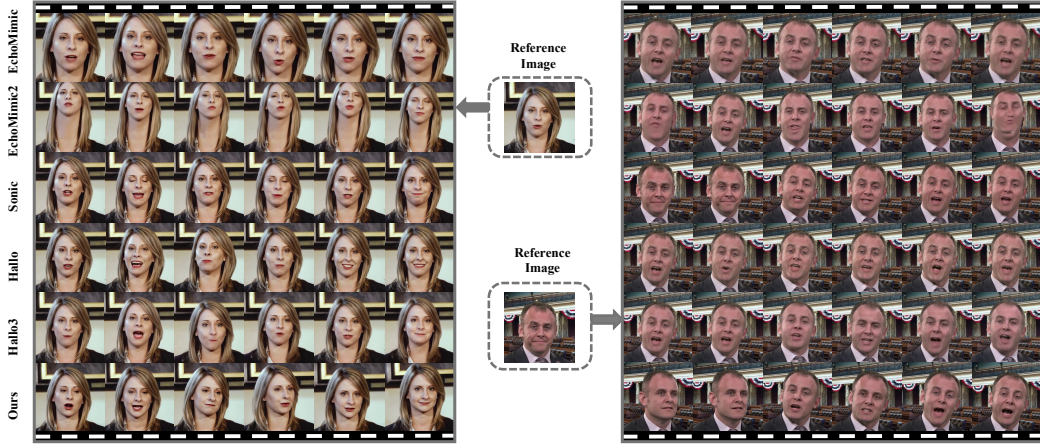 EchoMimic
EchoMimic2
Sonic
Hallo
Hallo3
Ours
Reference
Image
Reference
Image